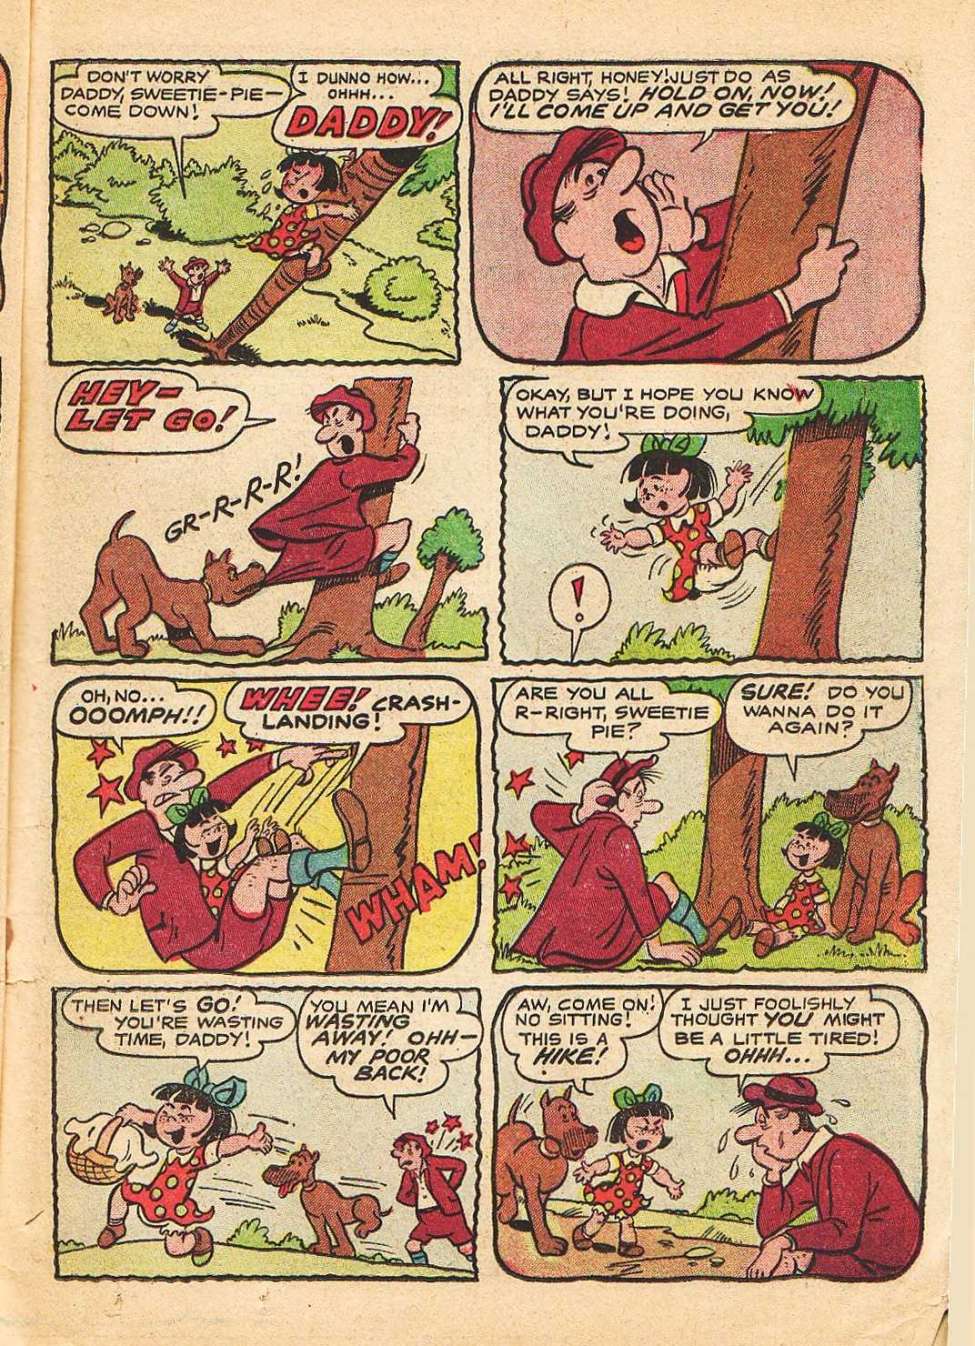 DON'T WORRY
DADDY, SWEETIE-PIE—
COME DOWN!
I DUNNO HOW...
OHHH...
DADDY!
ALL RIGHT, HONEY! JUST DO AS
DADDY SAYS! HOLD ON, NOW!
I'LL COME UP AND GET YOU!
HEY—
LET GO!
GR-R-R-R!
OKAY, BUT I HOPE YOU KNOW
WHAT YOU'RE DOING,
DADDY!
!
OH, NO...
OOOMPH!!
WHEE! CRASH-
LANDING!
WHAM!
ARE YOU ALL
R-RIGHT, SWEETIE
PIE?
SURE! DO YOU
WANNA DO IT
AGAIN?
THEN LET'S GO!
YOU'RE WASTING
TIME, DADDY!
YOU MEAN I'M
WASTING
AWAY! OHH—
MY POOR
BACK!
AW, COME ON!
NO SITTING!
THIS IS A
HIKE!
I JUST FOOLISHLY
THOUGHT YOU MIGHT
BE A LITTLE TIRED!
OHHH...